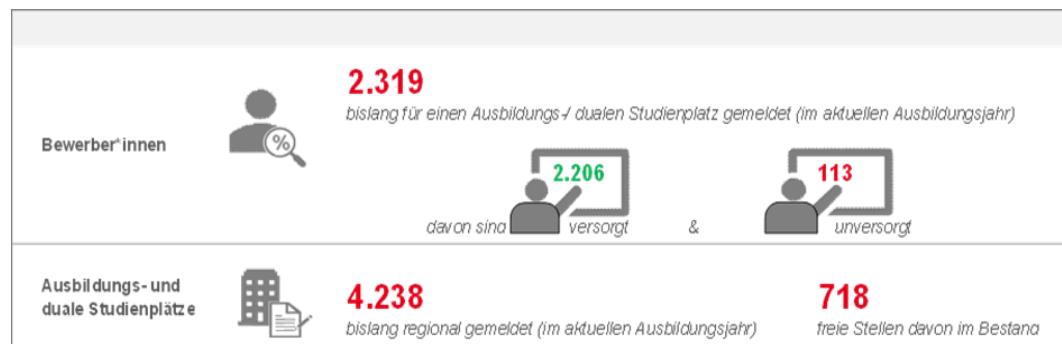 2.319
bislang für einen Ausbildungs-/ dualen Studienplatz gemeldet (im aktuellen Ausbildungsjahr)
Bewerber*innen
%
2.206
113
davon sind versorgt & unversorgt
Ausbildungs- und
duale Studienplätze
4.238
718
bislang regional gemeldet (im aktuellen Ausbildungsjahr)
freie Stellen davon im Bestand